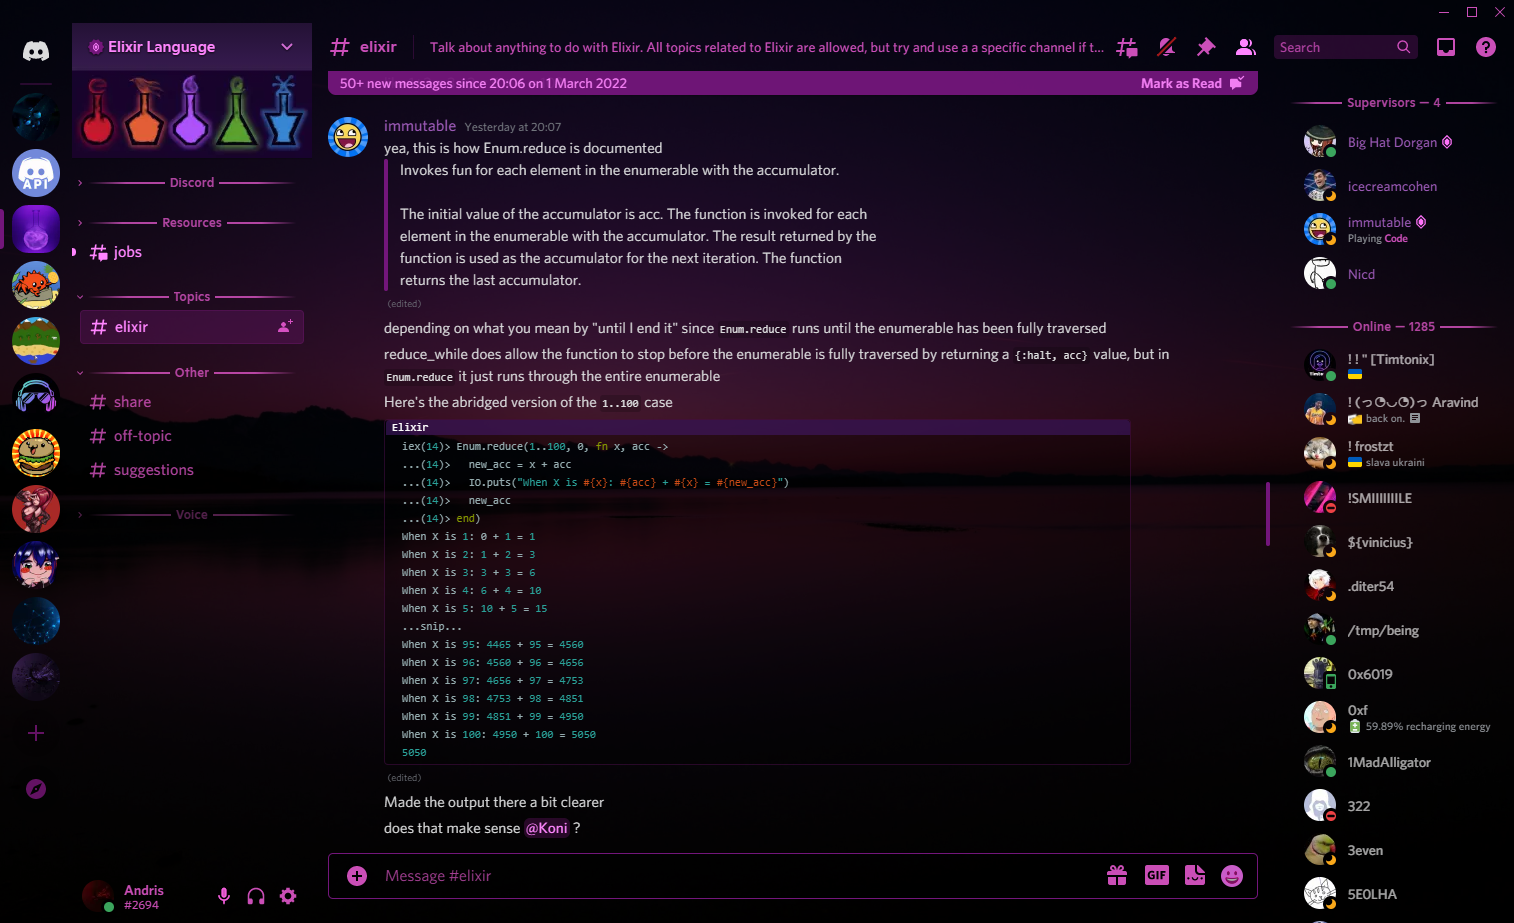 Elixir Language
Discord
Resources
jobs
Topics
elixir
Other
share
off-topic
suggestions
Voice
Andris
#2694
API
elixir
Talk about anything to do with Elixir. All topics related to Elixir are allowed, but try and use a a specific channel if t...
Search
50+ new messages since 20:06 on 1 March 2022
Mark as Read
immutable Yesterday at 20:07
yea, this is how Enum.reduce is documented
Invokes fun for each element in the enumerable with the accumulator.
The initial value of the accumulator is acc. The function is invoked for each
element in the enumerable with the accumulator. The result returned by the
function is used as the accumulator for the next iteration. The function
returns the last accumulator.
(edited)
depending on what you mean by "until I end it" since Enum.reduce runs until the enumerable has been fully traversed
reduce_while does allow the function to stop before the enumerable is fully traversed by returning a {:halt, acc} value, but in
Enum.reduce it just runs through the entire enumerable
Here's the abridged version of the 1..100 case
Elixir
iex(14)> Enum.reduce(1..100, 0, fn x, acc ->
...(14)>   new_acc = x + acc
...(14)>   IO.puts("When X is #{x}: #{acc} + #{x} = #{new_acc}")
...(14)>   new_acc
...(14)> end)
When X is 1: 0 + 1 = 1
When X is 2: 1 + 2 = 3
When X is 3: 3 + 3 = 6
When X is 4: 6 + 4 = 10
When X is 5: 10 + 5 = 15
...snip...
When X is 95: 4465 + 95 = 4560
When X is 96: 4560 + 96 = 4656
When X is 97: 4656 + 97 = 4753
When X is 98: 4753 + 98 = 4851
When X is 99: 4851 + 99 = 4950
When X is 100: 4950 + 100 = 5050
5050
(edited)
Made the output there a bit clearer
does that make sense @Koni ?
Message #elixir
GIF
Supervisors — 4
Big Hat Dorgan
icecreamcohen
immutable
Playing Code
Nicd
Online — 1285
! ! " [Timtonix]
! (っ◔◡◔)っ Aravind
back on.
! frostzt
slava ukraini
!SMIIIIIIILE
${vinicius}
.diter54
/tmp/being
0x6019
0xf
59.89% recharging energy
1MadAlligator
322
3even
5E0LHA